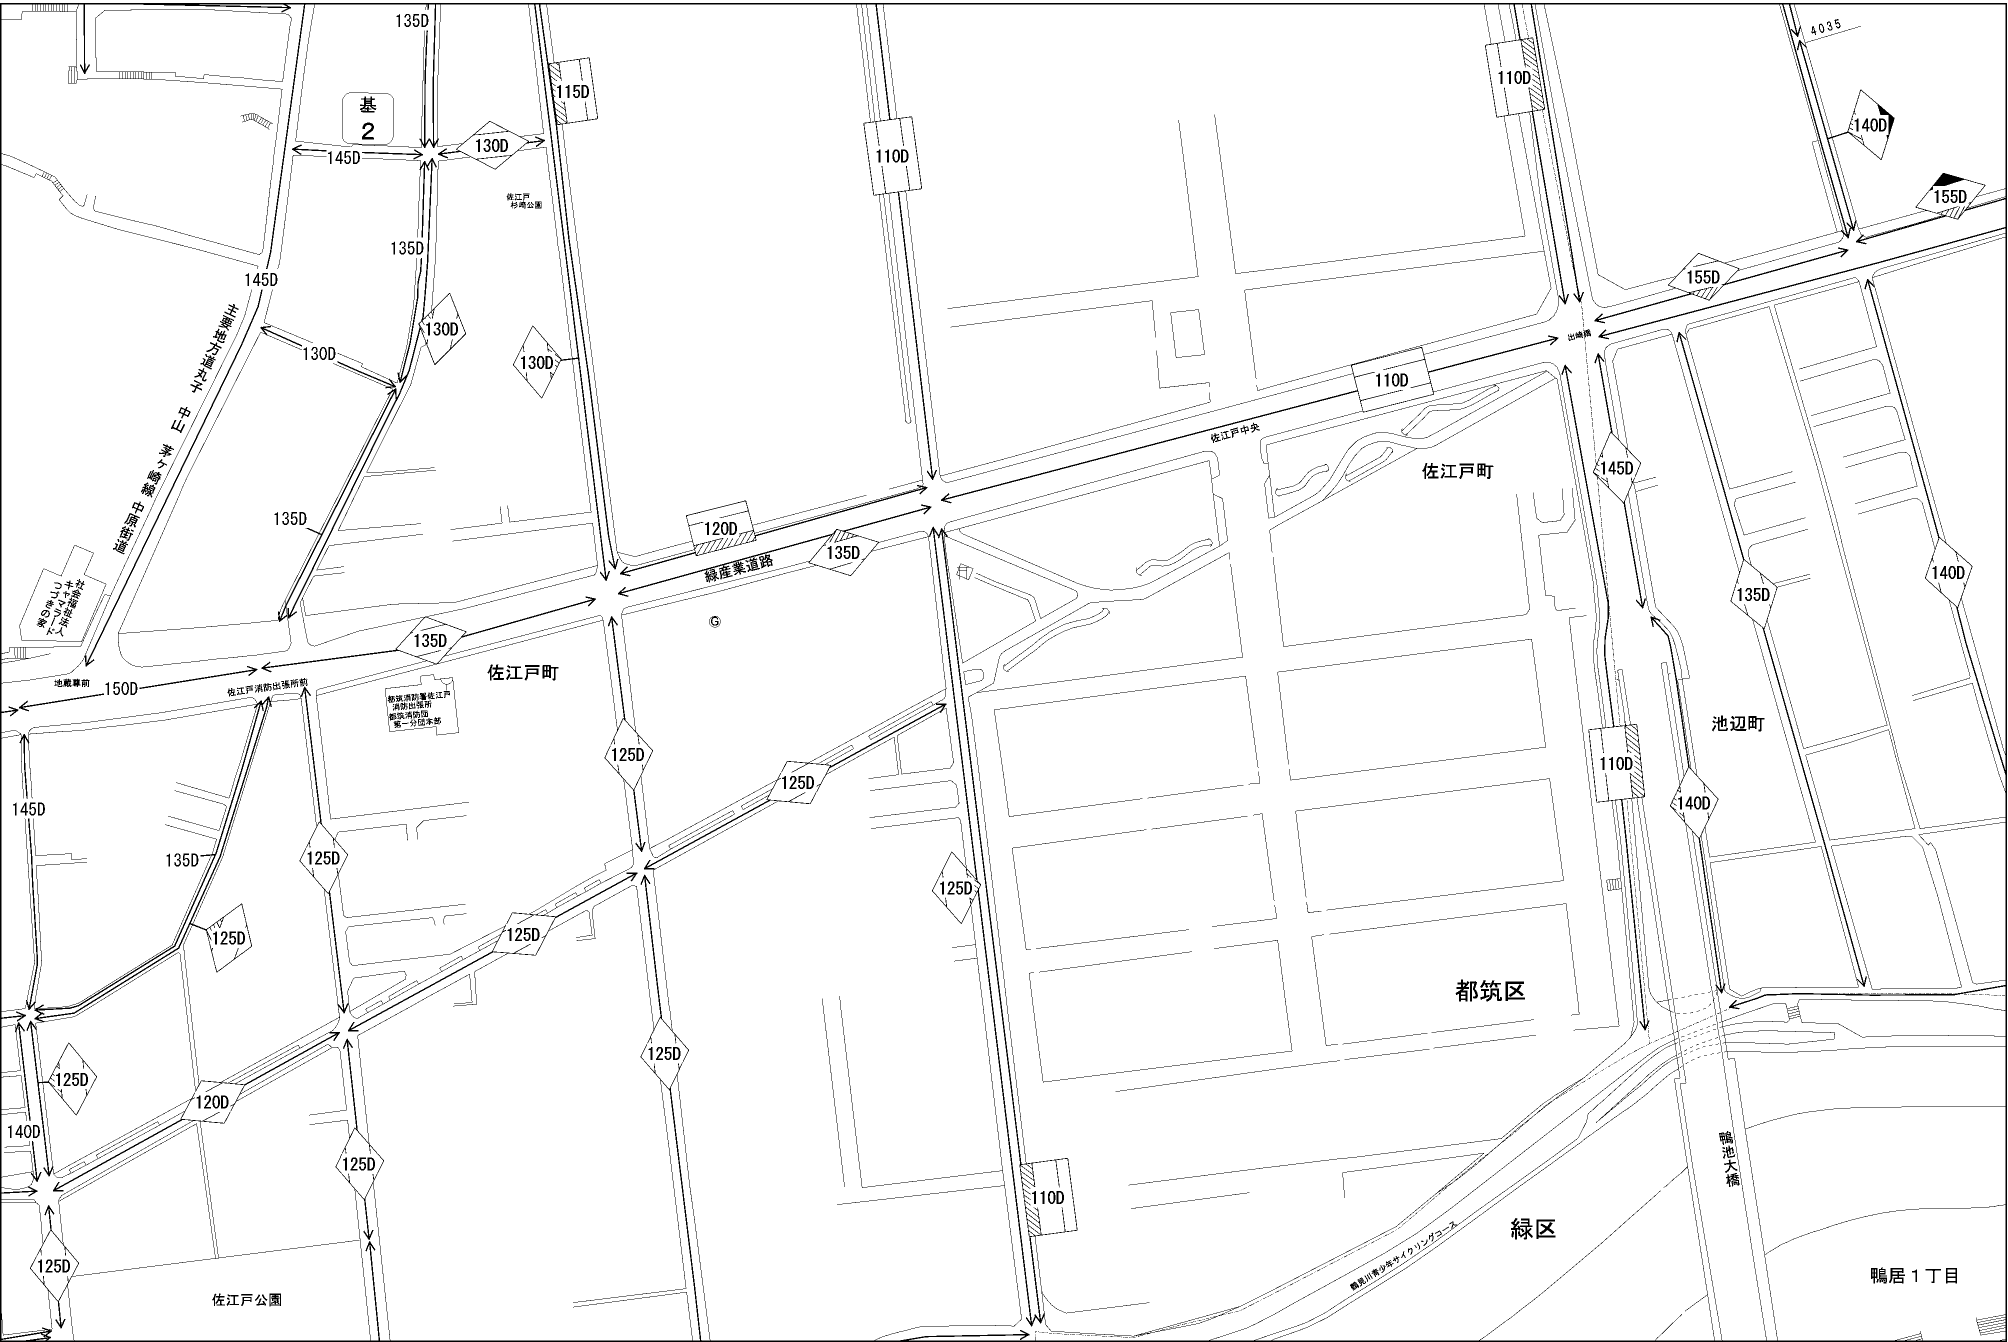 135D
4035
110D
115D
基
2
140D
130D
145D
110D
155D
佐江戸
杉崎公園
135D
145D
155D
130D
出崎橋
130D
130D
110D
主要地方道丸子 中山 茅ヶ崎線 中原街道
佐江戸中央
145D
佐江戸町
135D
120D
135D
緑産業道路
140D
135D
社会福祉法人
キャマラード
つづきの家
G
135D
佐江戸町
地蔵尊前
150D
佐江戸消防出張所前
都筑消防署佐江戸
消防出張所
都筑消防団
第一分団本部
池辺町
125D
110D
125D
145D
140D
135D
125D
125D
125D
125D
都筑区
125D
125D
120D
140D
125D
鴨池大橋
110D
緑区
鶴見川青少年サイクリングコース
125D
鴨居1丁目
佐江戸公園